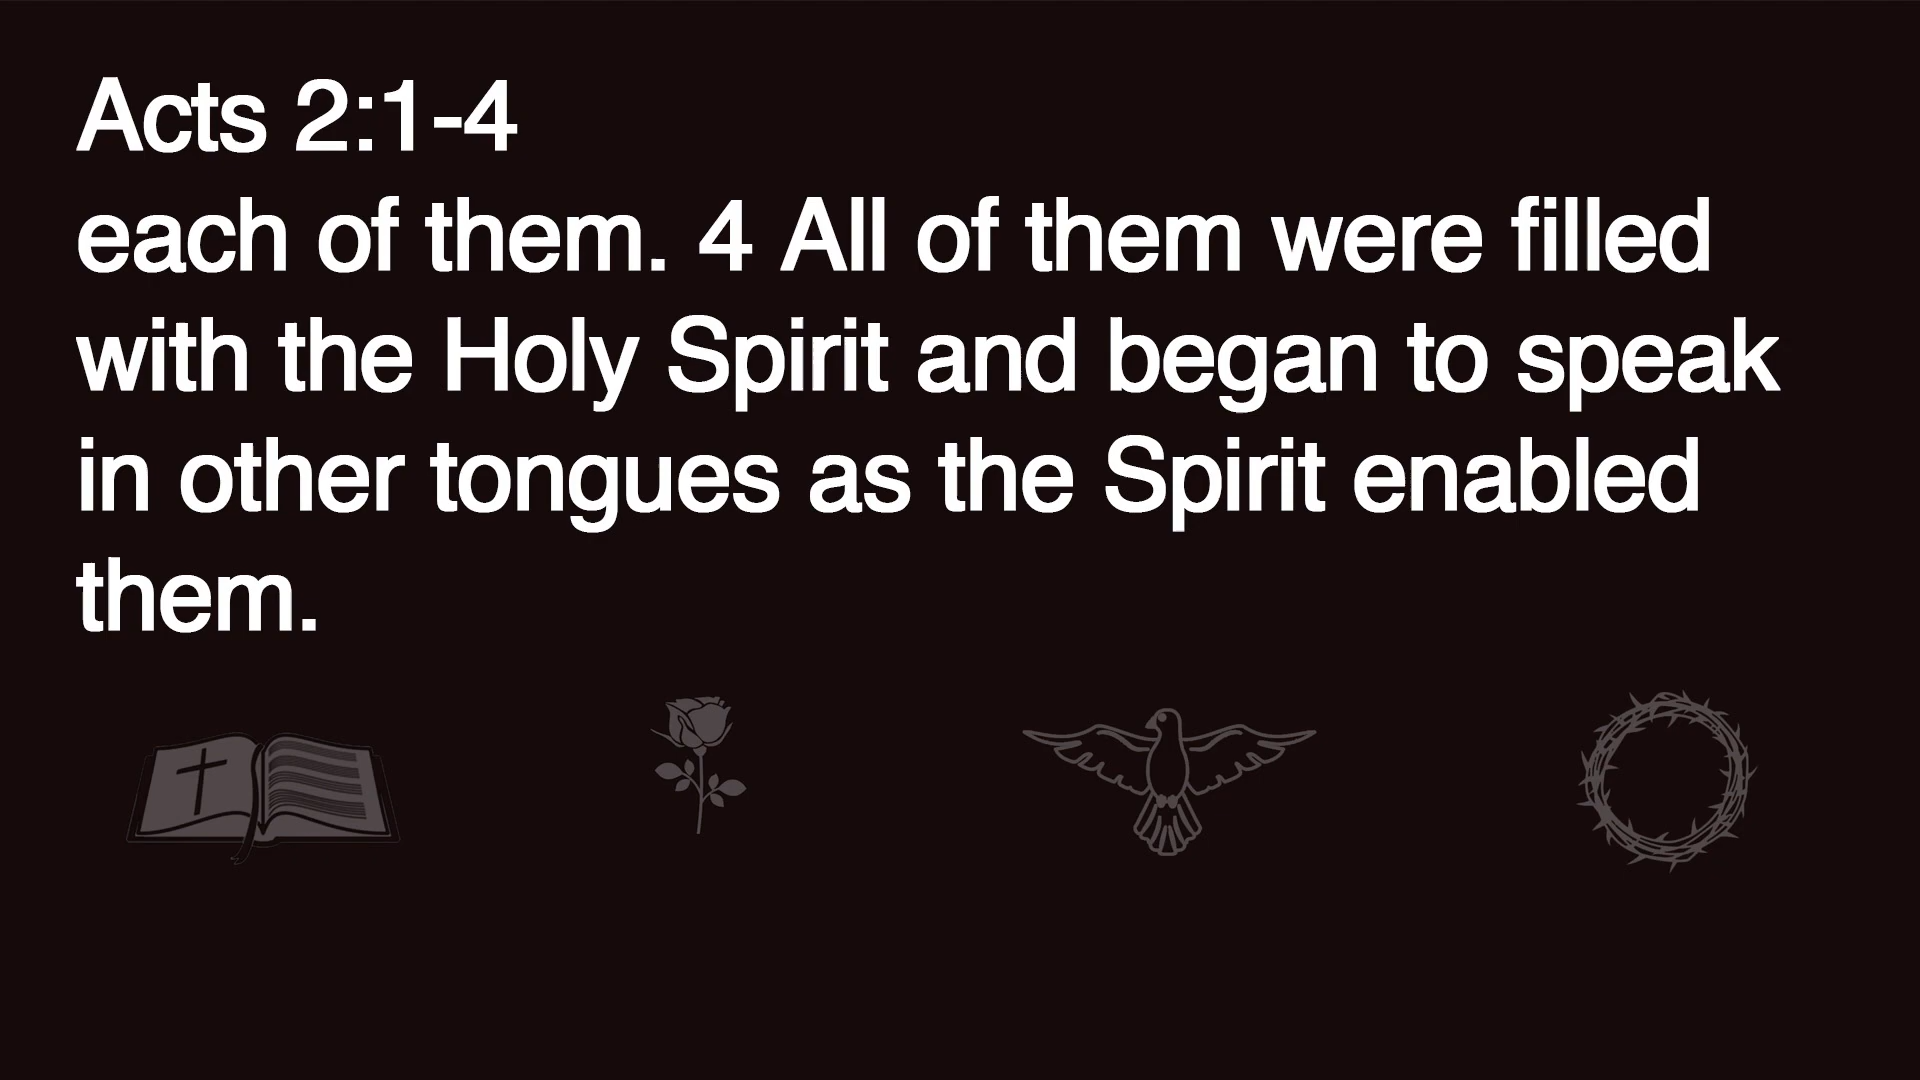 Acts 2:1-4
each of them. 4 All of them were filled
with the Holy Spirit and began to speak
in other tongues as the Spirit enabled
them.